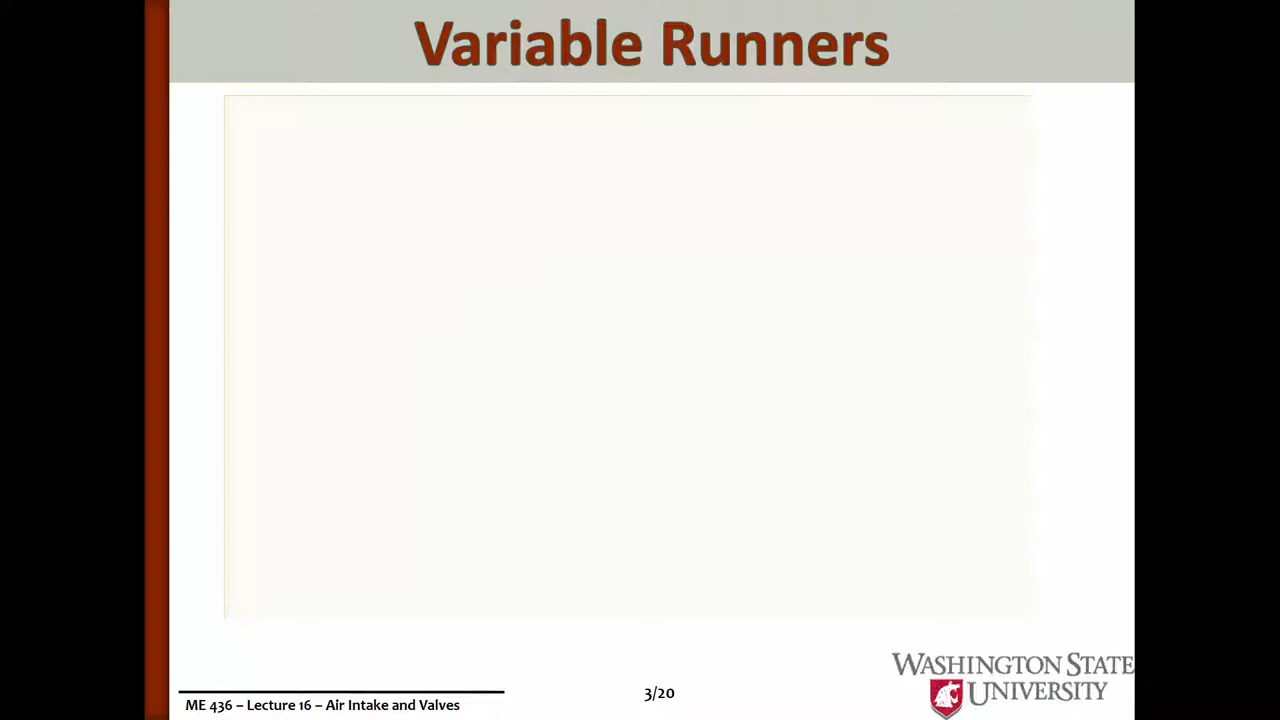 Variable Runners
WASHINGTON STATE
UNIVERSITY
3/20
ME 436 – Lecture 16 – Air Intake and Valves